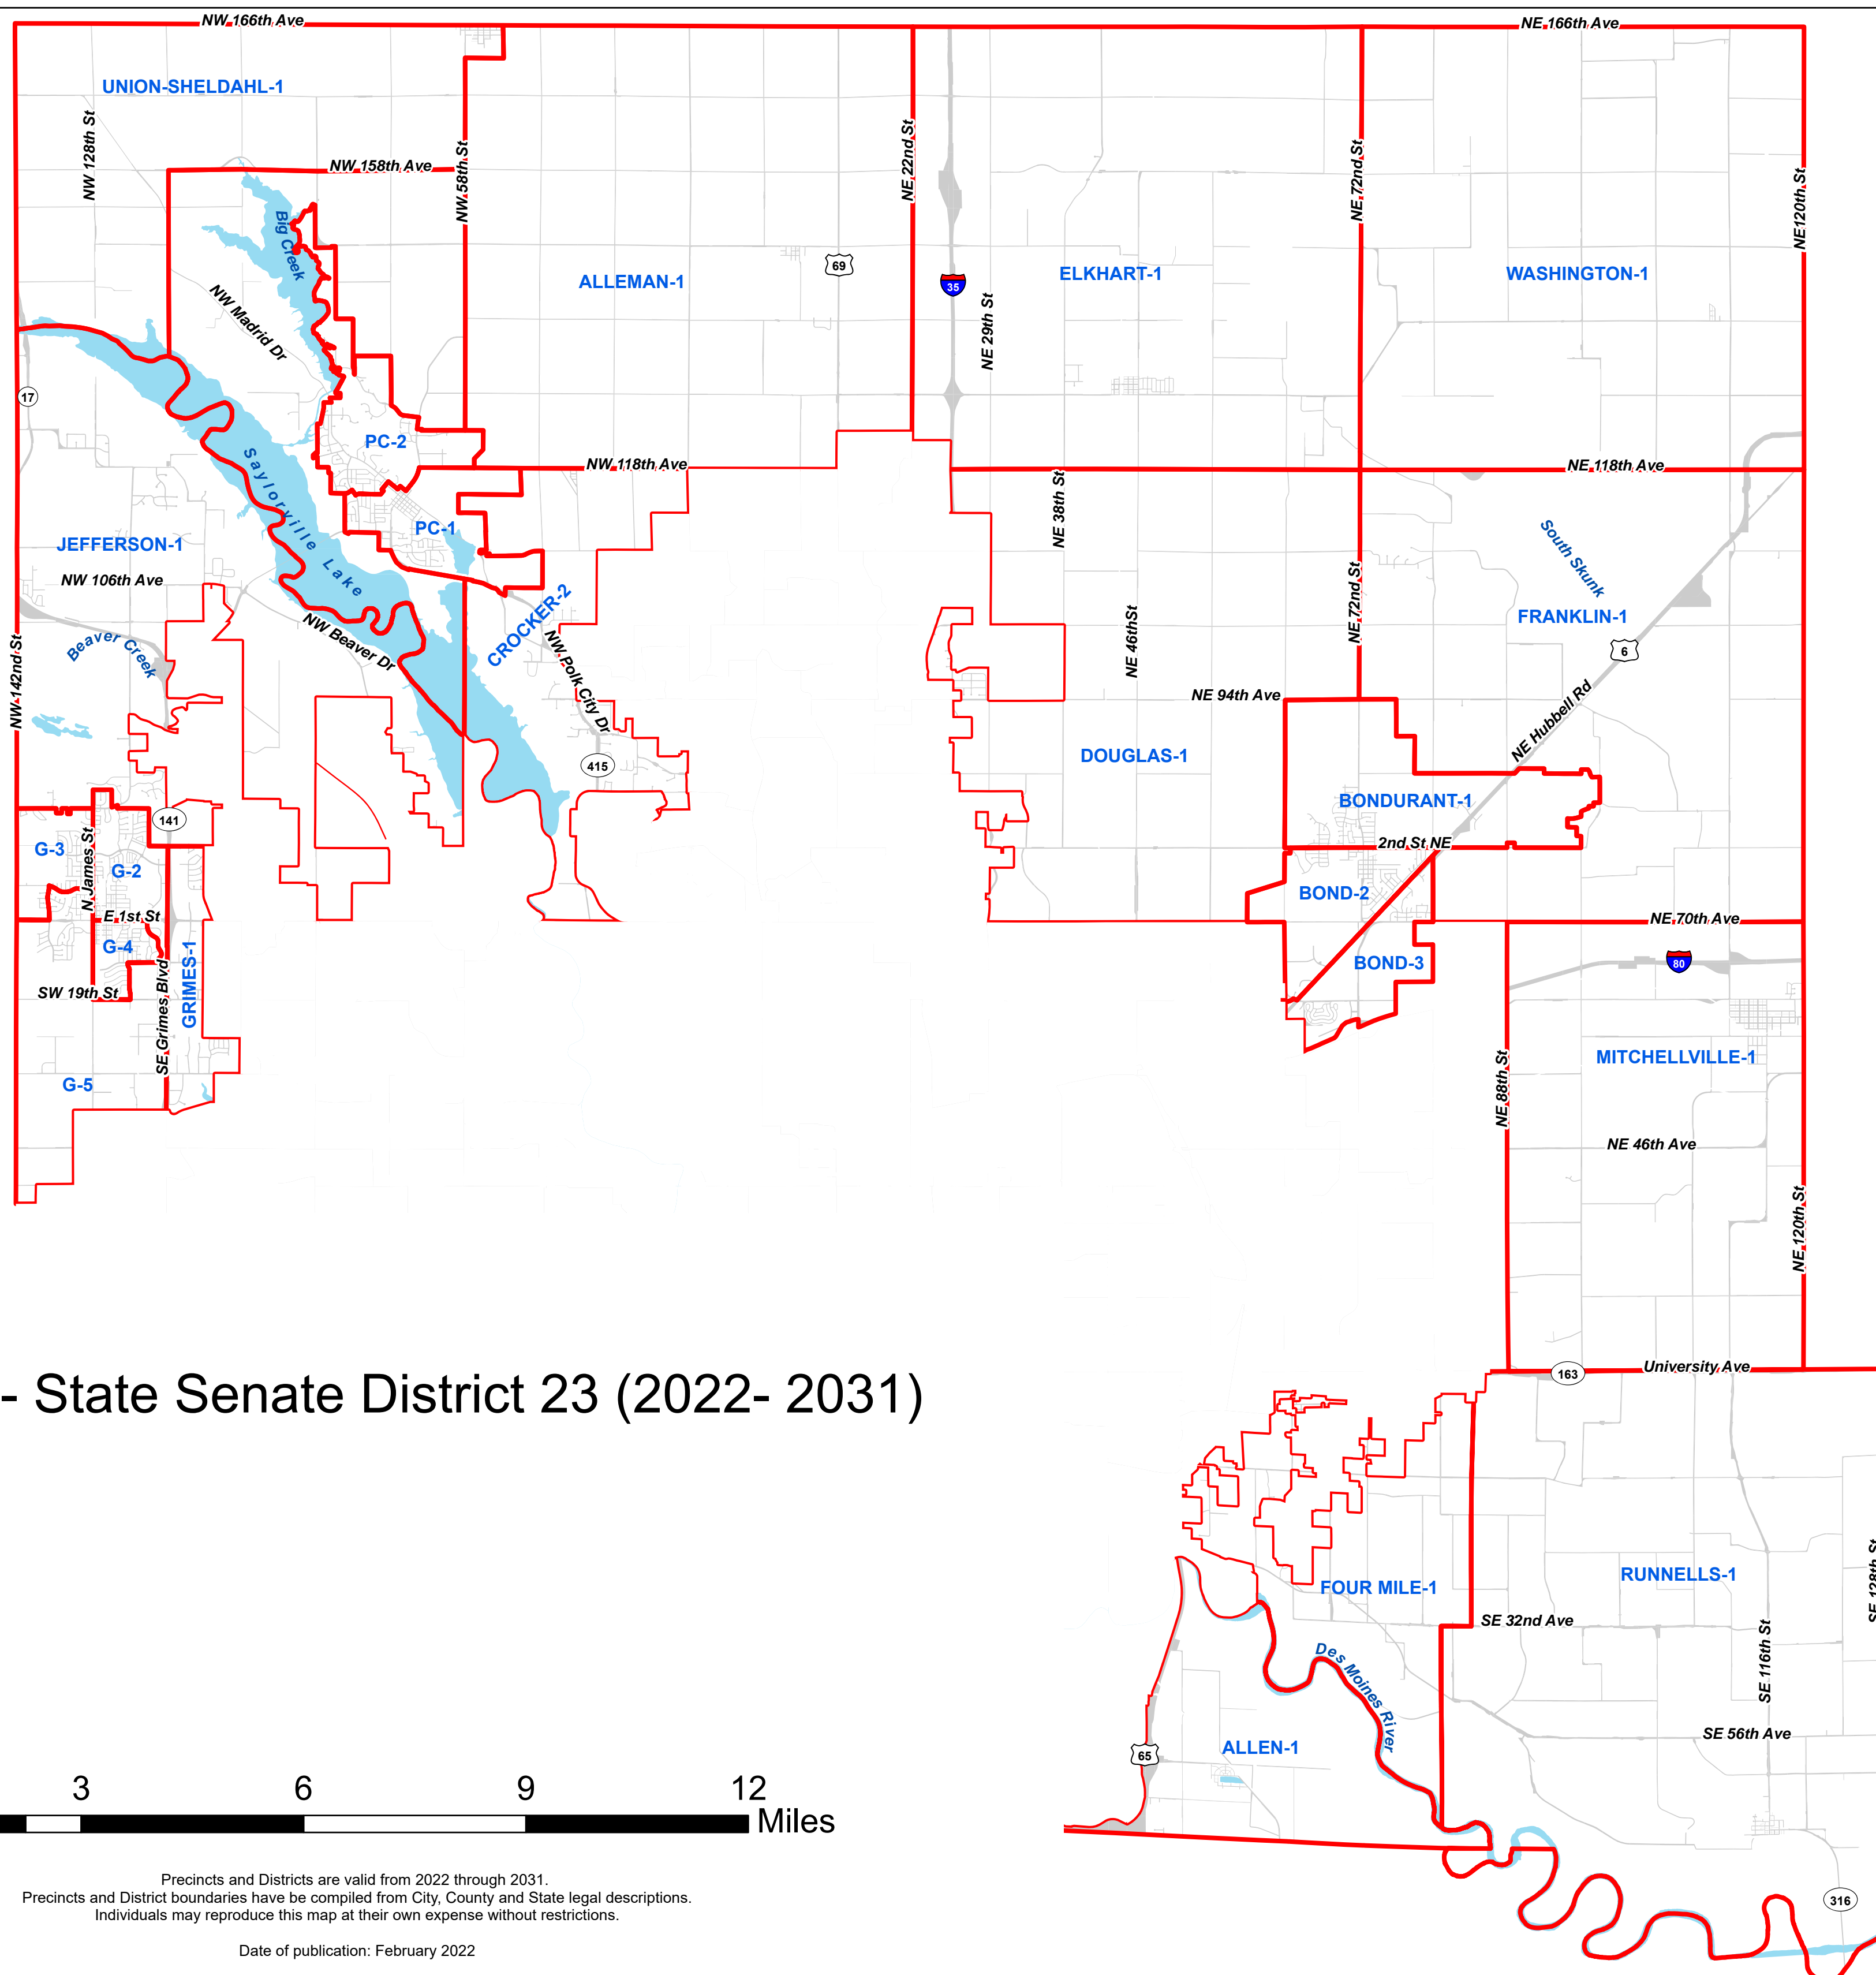 NW 166th Ave
NE 166th Ave
UNION-SHELDAHL-1
NW 128th St
NW 158th Ave
NW 58th St
NE 22nd St
NE 72nd St
NE120th St
Big Creek
ALLEMAN-1
69
35
ELKHART-1
WASHINGTON-1
NW Madrid Dr
NE 29th St
17
PC-2
NW 118th Ave
NE 118th Ave
Saylorville Lake
NE 38th St
PC-1
JEFFERSON-1
NW 106th Ave
South Skunk
CROCKER-2
NE 72nd St
FRANKLIN-1
Beaver Creek
NW Beaver Dr
NW Polk City Dr
NE 46thSt
6
NW 142nd St
NE 94th Ave
NE Hubbell Rd
415
DOUGLAS-1
BONDURANT-1
141
G-3
N James St
G-2
2nd St NE
BOND-2
E 1st St
NE 70th Ave
G-4
GRIMES-1
BOND-3
80
SW 19th St
SE Grimes Blvd
G-5
MITCHELLVILLE-1
NE 88th St
NE 46th Ave
NE 120th St
University Ave
163
- State Senate District 23 (2022- 2031)
FOUR MILE-1
RUNNELLS-1
SE 128th St
SE 32nd Ave
SE 116th St
Des Moines River
SE 56th Ave
65
ALLEN-1
3 6 9 12
Miles
316
Precincts and Districts are valid from 2022 through 2031.
Precincts and District boundaries have be compiled from City, County and State legal descriptions.
Individuals may reproduce this map at their own expense without restrictions.
Date of publication: February 2022